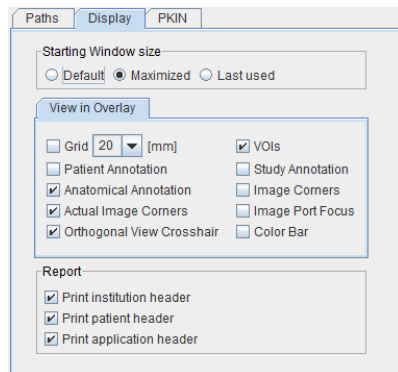 Paths Display PKIN
Starting Window size
Default Maximized Last used
View in Overlay
Grid 20 [mm] VOIs
Patient Annotation Study Annotation
Anatomical Annotation Image Corners
Actual Image Corners Image Port Focus
Orthogonal View Crosshair Color Bar
Report
Print institution header
Print patient header
Print application header